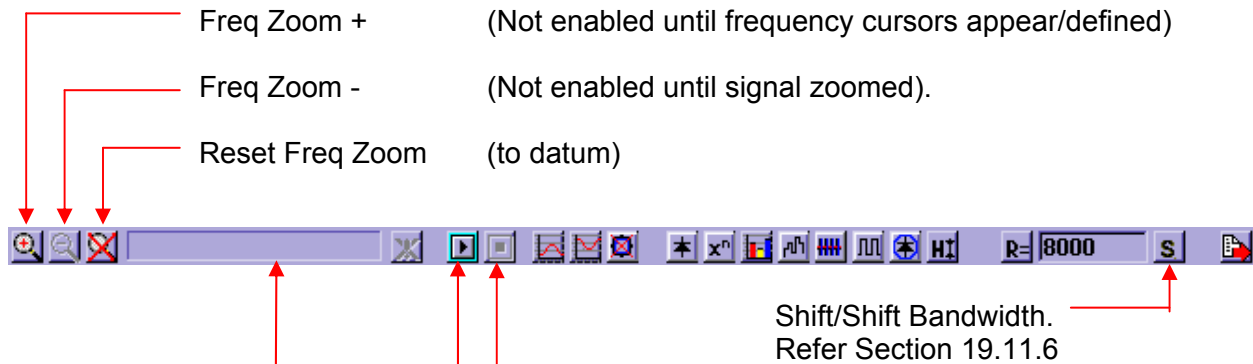 Freq Zoom + (Not enabled until frequency cursors appear/defined)
Freq Zoom - (Not enabled until signal zoomed).
Reset Freq Zoom (to datum)
xⁿ H R= 8000 S
Shift/Shift Bandwidth.
Refer Section 19.11.6